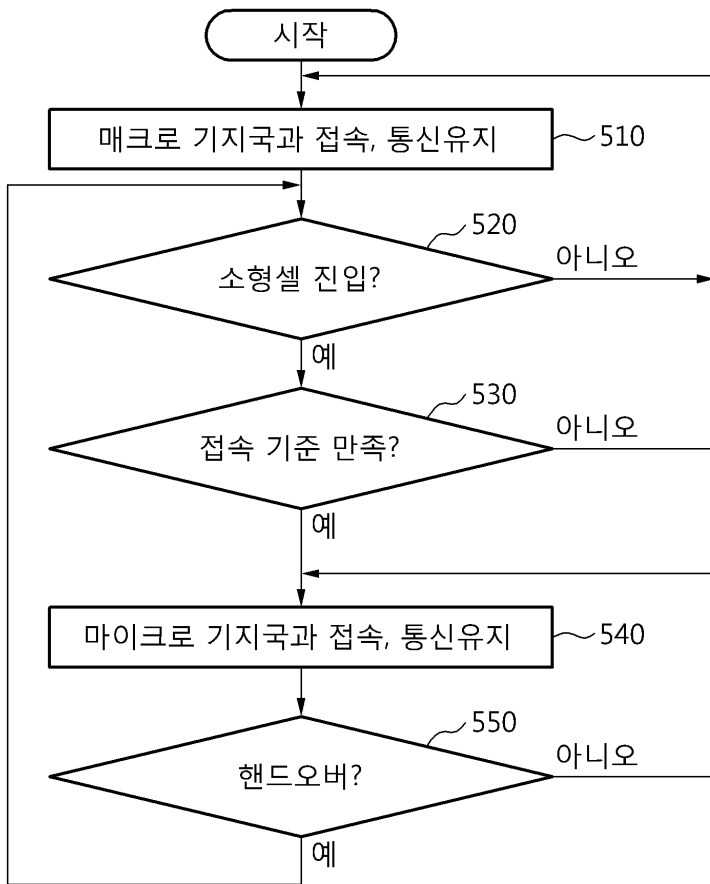 시작
매크로 기지국과 접속, 통신유지
510
520
소형셀 진입?
아니오
예
530
접속 기준 만족?
아니오
예
마이크로 기지국과 접속, 통신유지
540
550
핸드오버?
아니오
예